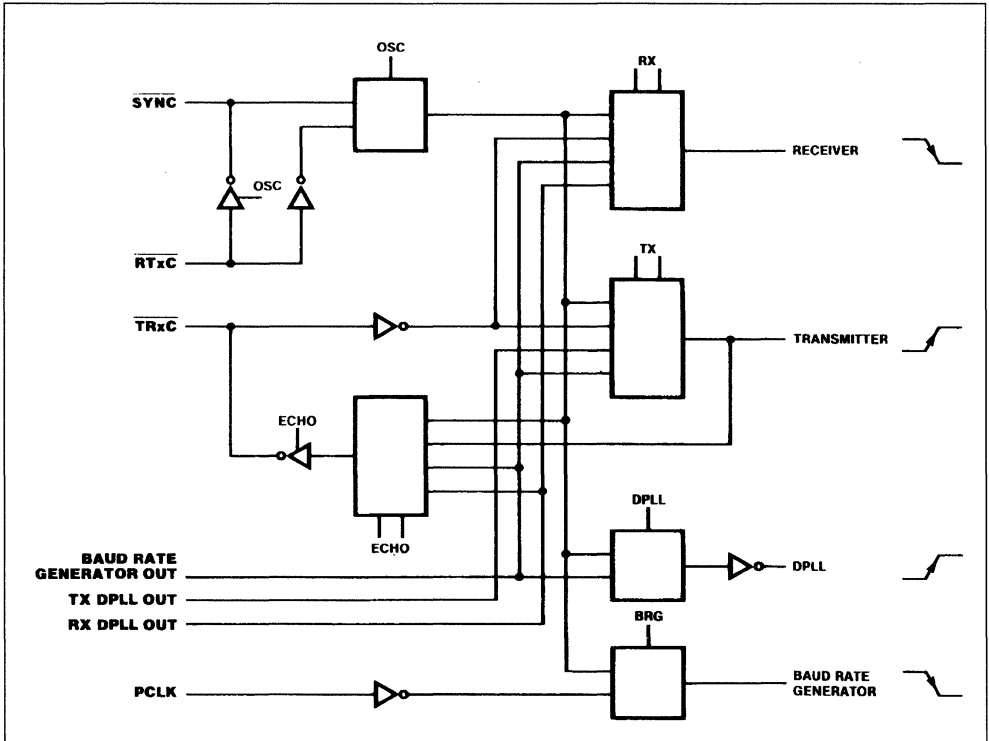 OSC
RX
SYNC
RECEIVER
OSC
RTxC
TX
TRxC
TRANSMITTER
ECHO
DPLL
ECHO
BAUD RATE
GENERATOR OUT
DPLL
TX DPLL OUT
RX DPLL OUT
BRG
PCLK
BAUD RATE
GENERATOR